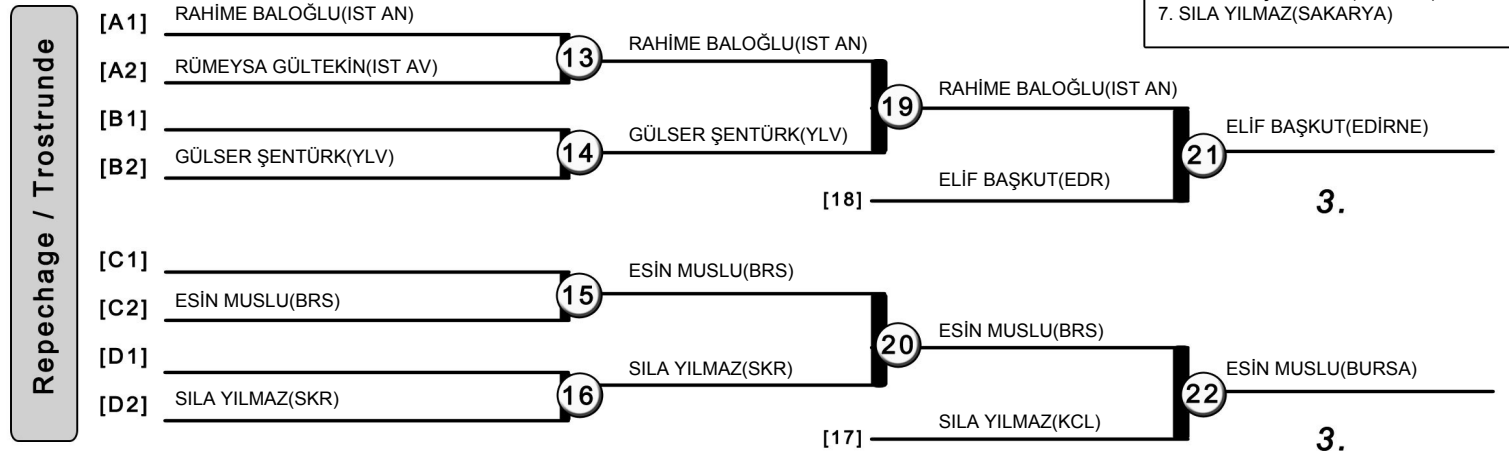 7. SILA YILMAZ(SAKARYA)
Repechage / Trostrunde
[A1] RAHİME BALOĞLU(IST AN)
13
RAHİME BALOĞLU(IST AN)
[A2] RÜMEYSA GÜLTEKİN(IST AV)
19
RAHİME BALOĞLU(IST AN)
[B1]
14
GÜLSER ŞENTÜRK(YLV)
[B2] GÜLSER ŞENTÜRK(YLV)
21
ELİF BAŞKUT(EDİRNE)
[18] ELİF BAŞKUT(EDR)
3.
[C1]
15
ESİN MUSLU(BRS)
[C2] ESİN MUSLU(BRS)
20
ESİN MUSLU(BRS)
[D1]
16
SILA YILMAZ(SKR)
[D2] SILA YILMAZ(SKR)
22
ESİN MUSLU(BURSA)
[17] SILA YILMAZ(KCL)
3.